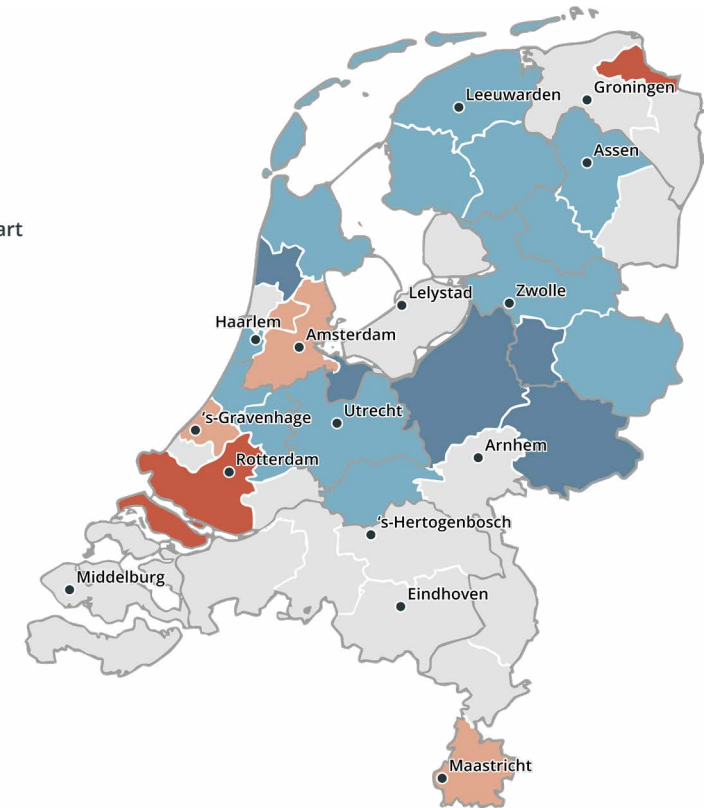 Leeuwarden
Groningen
Assen
art
Lelystad
Zwolle
Haarlem
Amsterdam
's-Gravenhage
Utrecht
Rotterdam
Arnhem
's-Hertogenbosch
Middelburg
Eindhoven
Maastricht